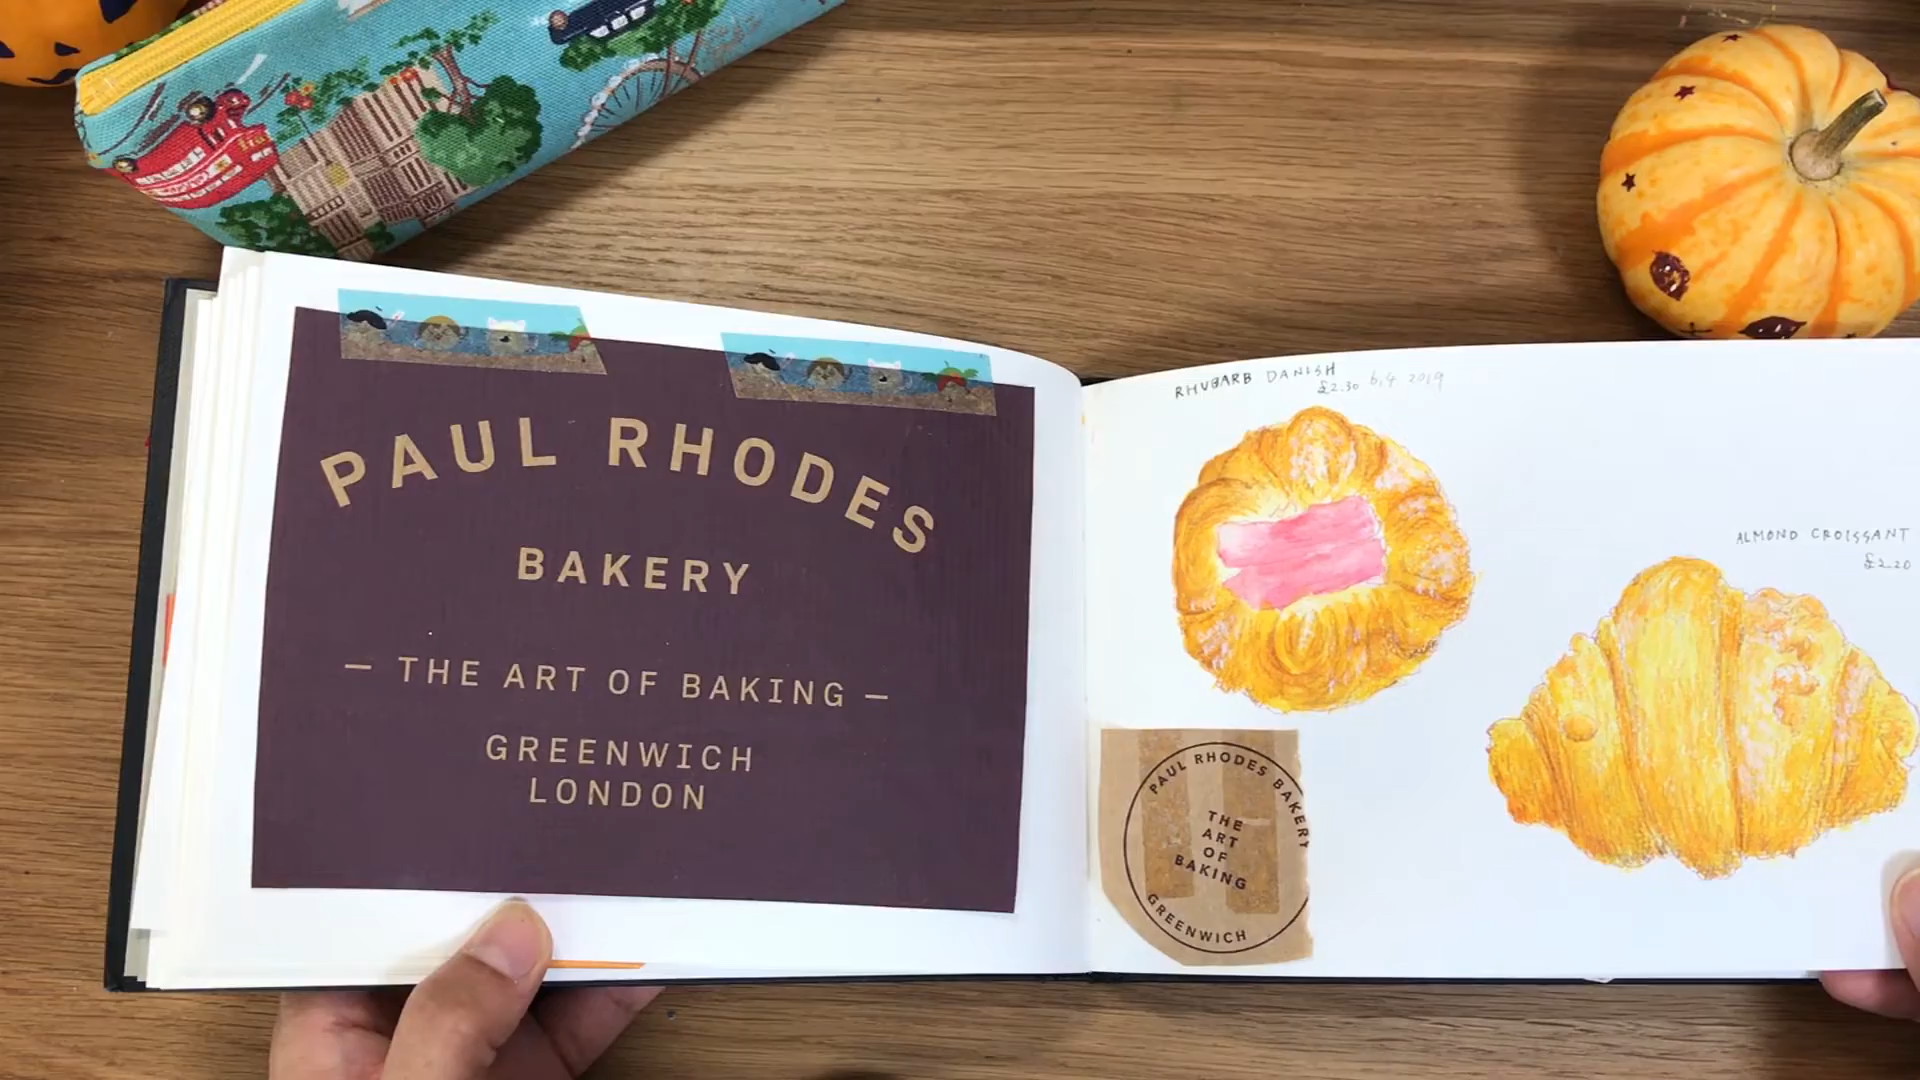 PAUL RHODES
BAKERY
— THE ART OF BAKING —
GREENWICH
LONDON
RHUBARB DANISH
£2.30 6.4 2019
ALMOND CROISSANT
£2.20
PAUL RHODES BAKERY
THE
ART
OF
BAKING
GREENWICH